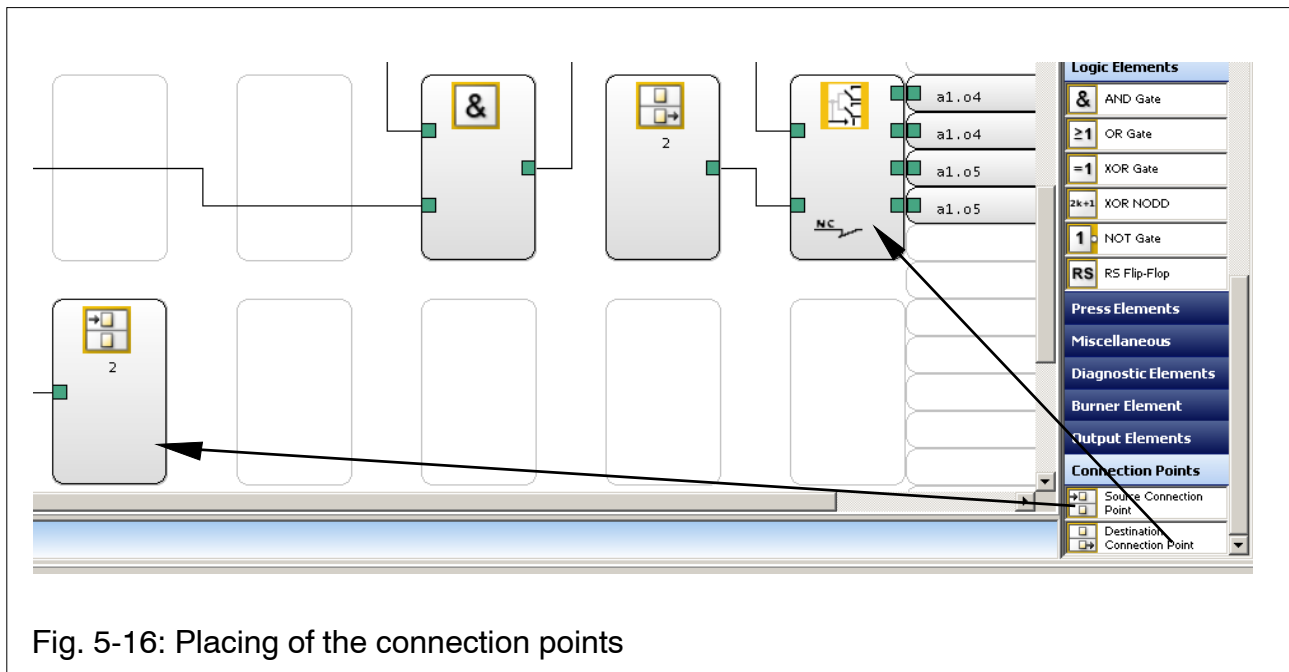 Logic Elements
& AND Gate
≥1 OR Gate
=1 XOR Gate
2k+1 XOR NODD
1 NOT Gate
RS RS Flip-Flop
Press Elements
Miscellaneous
Diagnostic Elements
Burner Element
Output Elements
Connection Points
Source Connection
Point
Destination
Connection Point
&
2
NC
a1.o4
a1.o4
a1.o5
a1.o5
2
Fig. 5-16: Placing of the connection points